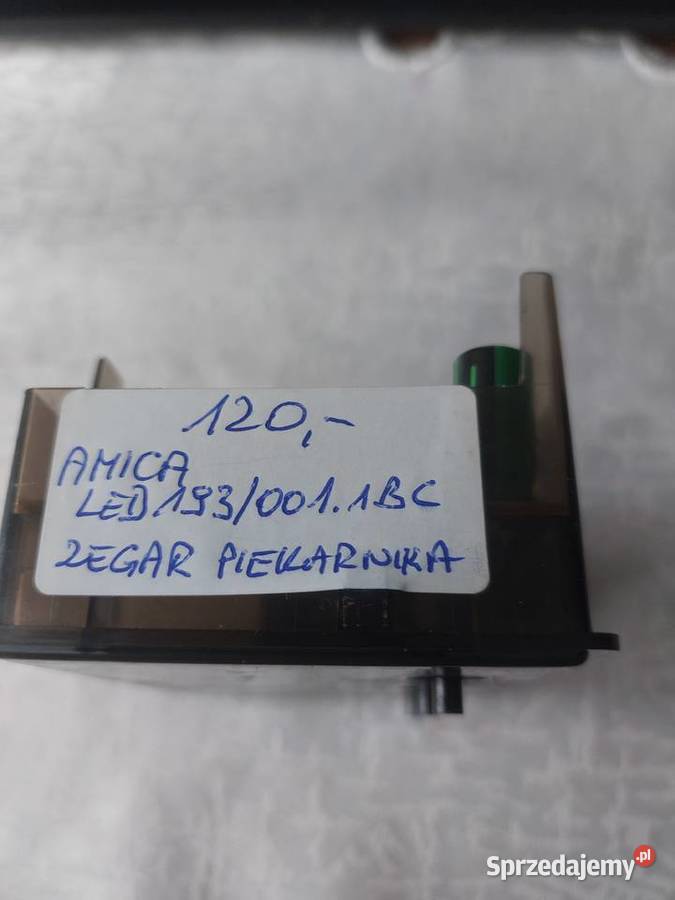 120,-
AMICA
LED193/001.1BC
ZEGAR PIEKARNIKA
Sprzedajemy.pl